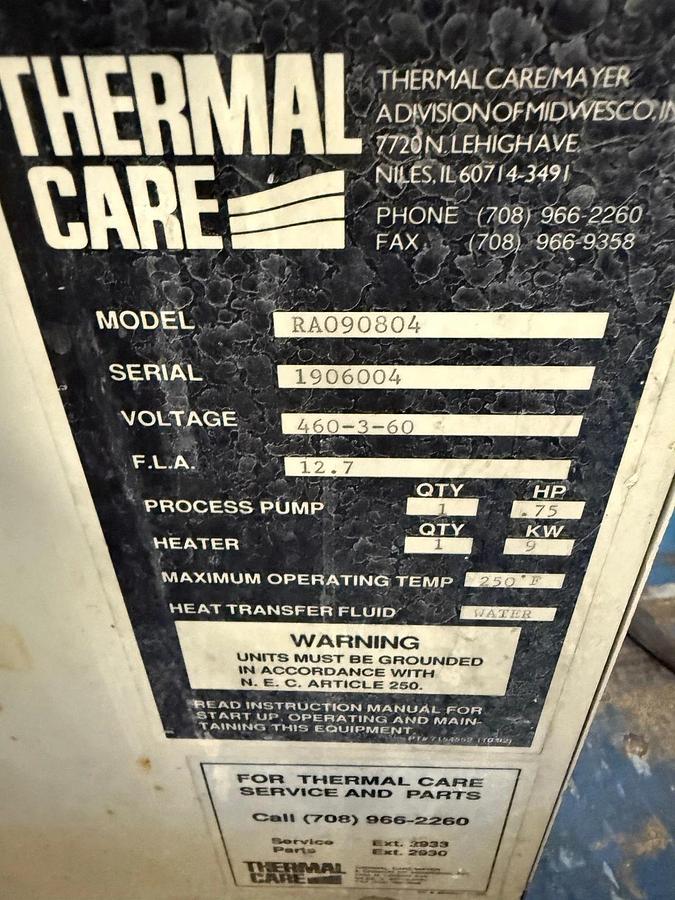 THERMAL
CARE
THERMAL CARE/MAYER
A DIVISION OF MIDWESCO, IN
7720 N. LEHIGH AVE.
NILES, IL 60714-3491
PHONE (708) 966-2260
FAX (708) 966-9358
MODEL RA090804
SERIAL 1906004
VOLTAGE 460-3-60
F.L.A. 12.7
QTY HP
PROCESS PUMP 1 .75
QTY KW
HEATER 1 9
MAXIMUM OPERATING TEMP 250°F
HEAT TRANSFER FLUID WATER
WARNING
UNITS MUST BE GROUNDED
IN ACCORDANCE WITH
N. E. C. ARTICLE 250.
READ INSTRUCTION MANUAL FOR
START UP, OPERATING AND MAIN-
TAINING THIS EQUIPMENT.
FOR THERMAL CARE
SERVICE AND PARTS
Call (708) 966-2260
Service Ext. 2933
Parts Ext. 2930
THERMAL
CARE